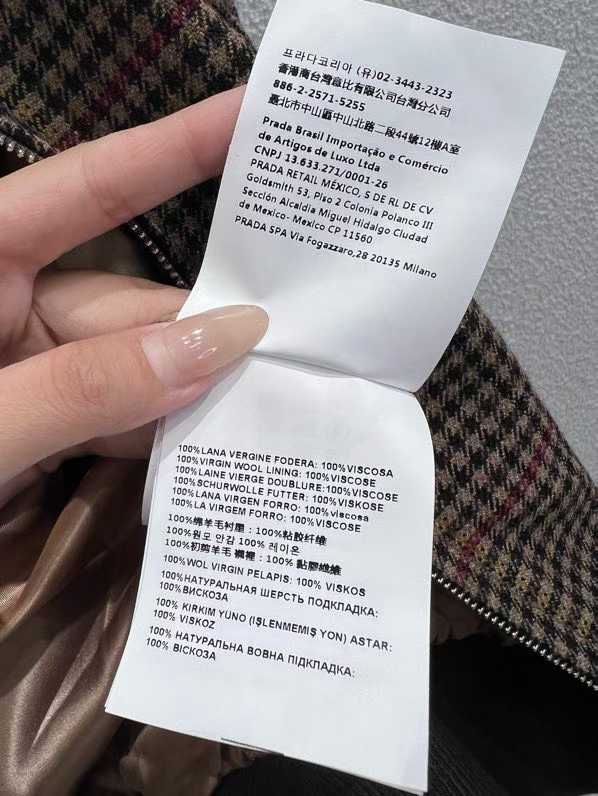 프라다코리아 (유)02-3443-2323
香港商台灣意比有限公司台灣分公司
886-2-2571-5255
臺北市中山區中山北路二段44號12樓A室
Prada Brasil Importação e Comércio
de Artigos de Luxo Ltda
CNPJ 13.633.271/0001-26
PRADA RETAIL MÉXICO, S DE RL DE CV
Goldsmith 53, Piso 2 Colonia Polanco III
Sección Alcaldia Miguel Hidalgo Ciudad
de Mexico- Mexico CP 11560
PRADA SPA Via Fogazzaro,28 20135 Milano
100%LANA VERGINE FODERA: 100%VISCOSA
100%VIRGIN WOOL LINING: 100%VISCOSE
100%LAINE VIERGE DOUBLURE:100%VISCOSE
100%SCHURWOLLE FUTTER: 100%VISKOSE
100%LANA VIRGEN FORRO: 100%viscosa
100%LA VIRGEM FORRO: 100%VISCOSE
100%绵羊毛衬里：100%粘胶纤维
100%원모 안감 100% 레이온
100%初剪羊毛 襯裡：100% 黏膠纖維
100%WOL VIRGIN PELAPIS: 100% VISKOS
100%НАТУРАЛЬНАЯ ШЕРСТЬ ПОДКЛАДКА:
100%ВИСКОЗА
100% KIRKIM YÜNO (IŞLENMEMIŞ YON) ASTAR:
100% VISKOZ
100% НАТУРАЛЬНА ВОВНА ПІДКЛАДКА:
100% ВІСКОЗА